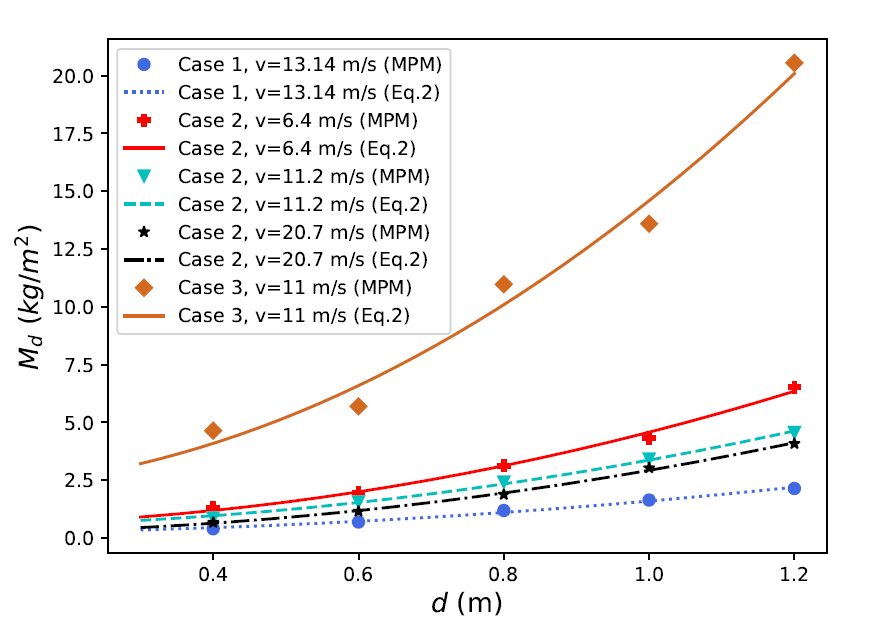 20.0
17.5
15.0
12.5
10.0
7.5
5.0
2.5
0.0
M_d (kg/m^2)
Case 1, v=13.14 m/s (MPM)
Case 1, v=13.14 m/s (Eq.2)
Case 2, v=6.4 m/s (MPM)
Case 2, v=6.4 m/s (Eq.2)
Case 2, v=11.2 m/s (MPM)
Case 2, v=11.2 m/s (Eq.2)
Case 2, v=20.7 m/s (MPM)
Case 2, v=20.7 m/s (Eq.2)
Case 3, v=11 m/s (MPM)
Case 3, v=11 m/s (Eq.2)
0.4 0.6 0.8 1.0 1.2
d (m)